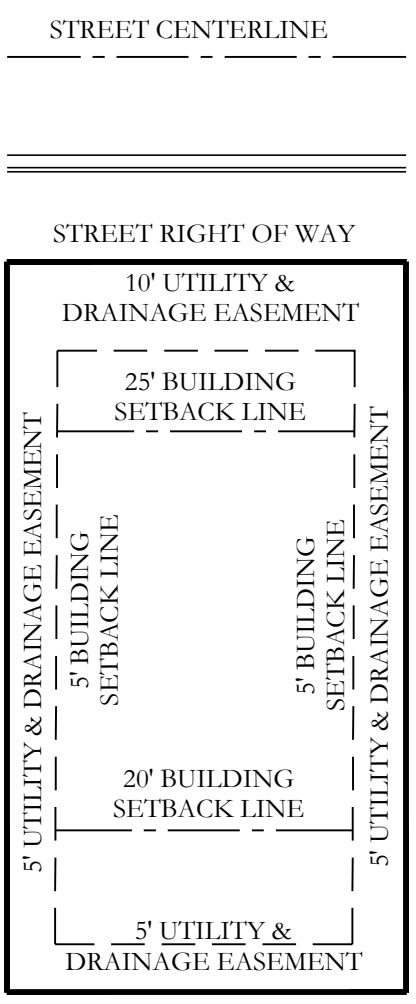 STREET CENTERLINE
STREET RIGHT OF WAY
10' UTILITY &
DRAINAGE EASEMENT
25' BUILDING
SETBACK LINE
5' UTILITY & DRAINAGE EASEMENT
5' BUILDING
SETBACK LINE
5' BUILDING
SETBACK LINE
5' UTILITY & DRAINAGE EASEMENT
20' BUILDING
SETBACK LINE
5' UTILITY &
DRAINAGE EASEMENT